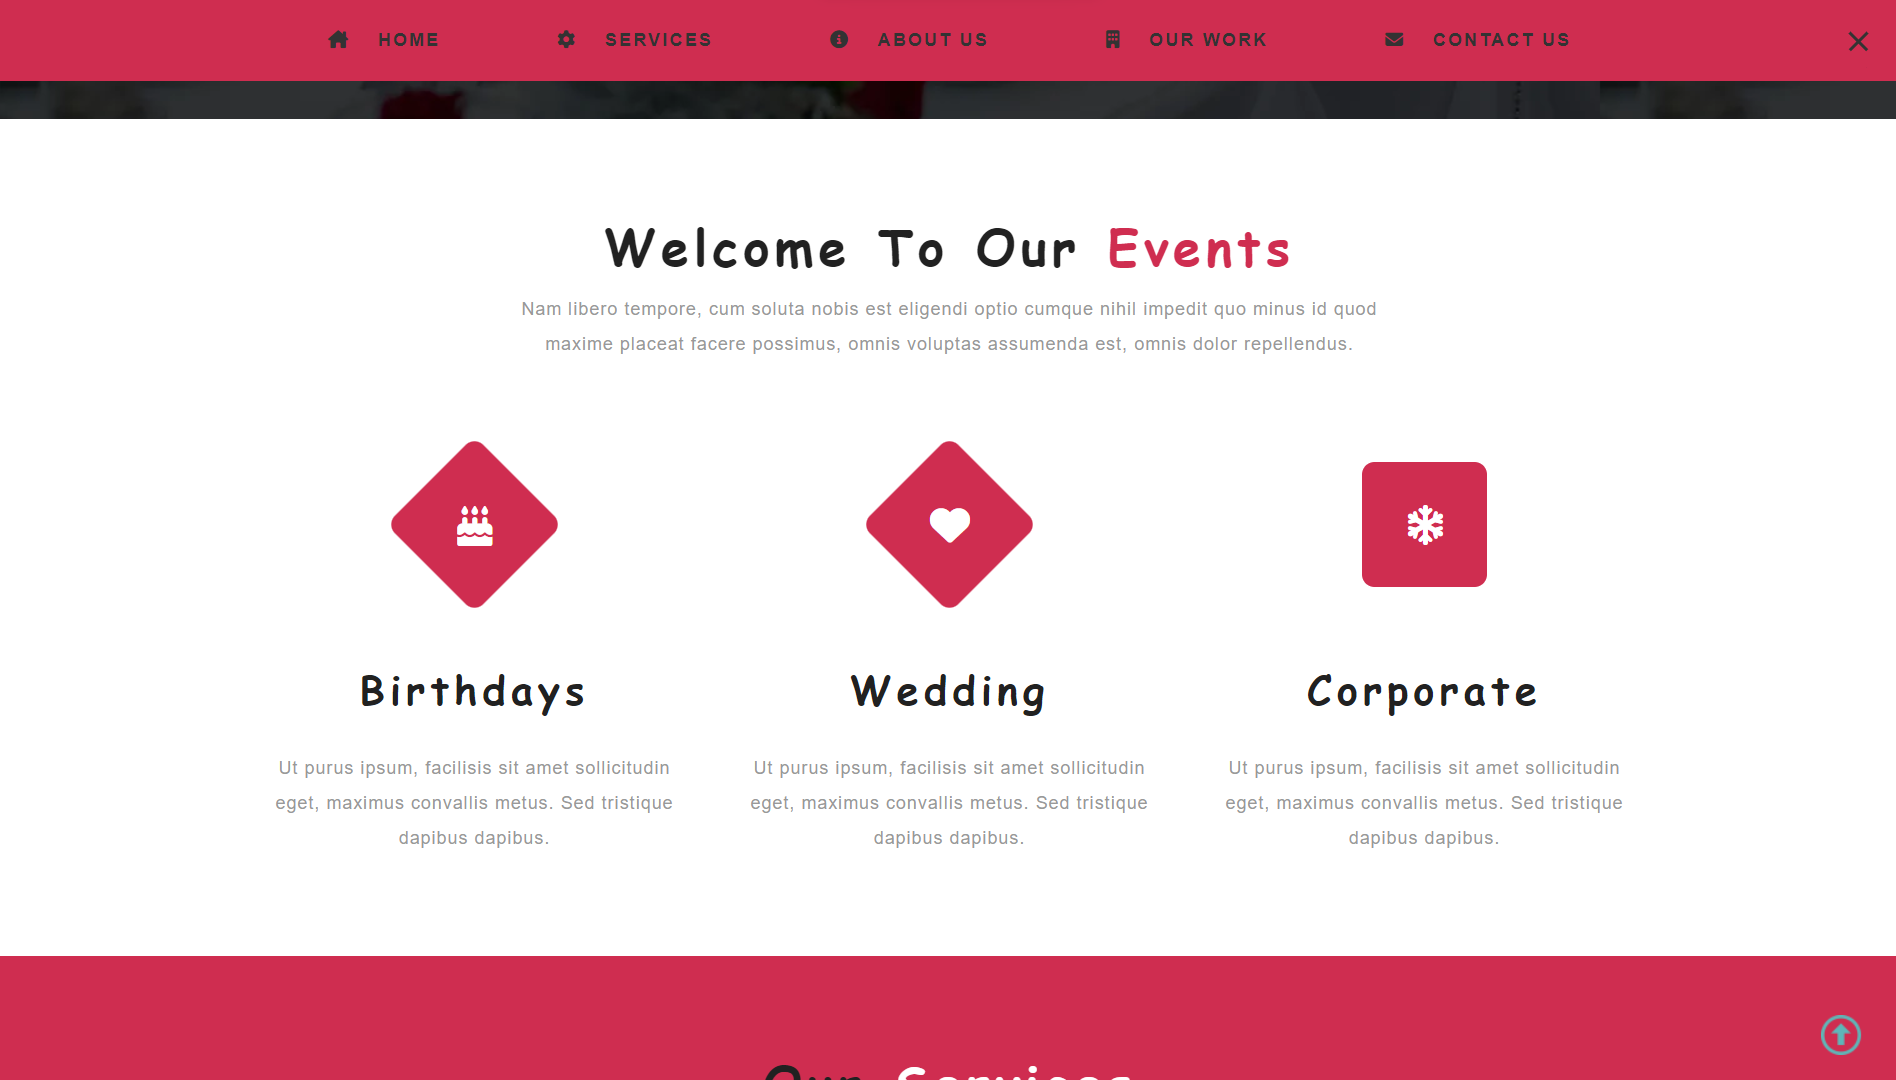 HOME SERVICES ABOUT US OUR WORK CONTACT US
Welcome To Our Events
Nam libero tempore, cum soluta nobis est eligendi optio cumque nihil impedit quo minus id quod
maxime placeat facere possimus, omnis voluptas assumenda est, omnis dolor repellendus.
Birthdays
Ut purus ipsum, facilisis sit amet sollicitudin
eget, maximus convallis metus. Sed tristique
dapibus dapibus.
Wedding
Ut purus ipsum, facilisis sit amet sollicitudin
eget, maximus convallis metus. Sed tristique
dapibus dapibus.
Corporate
Ut purus ipsum, facilisis sit amet sollicitudin
eget, maximus convallis metus. Sed tristique
dapibus dapibus.
Our Services